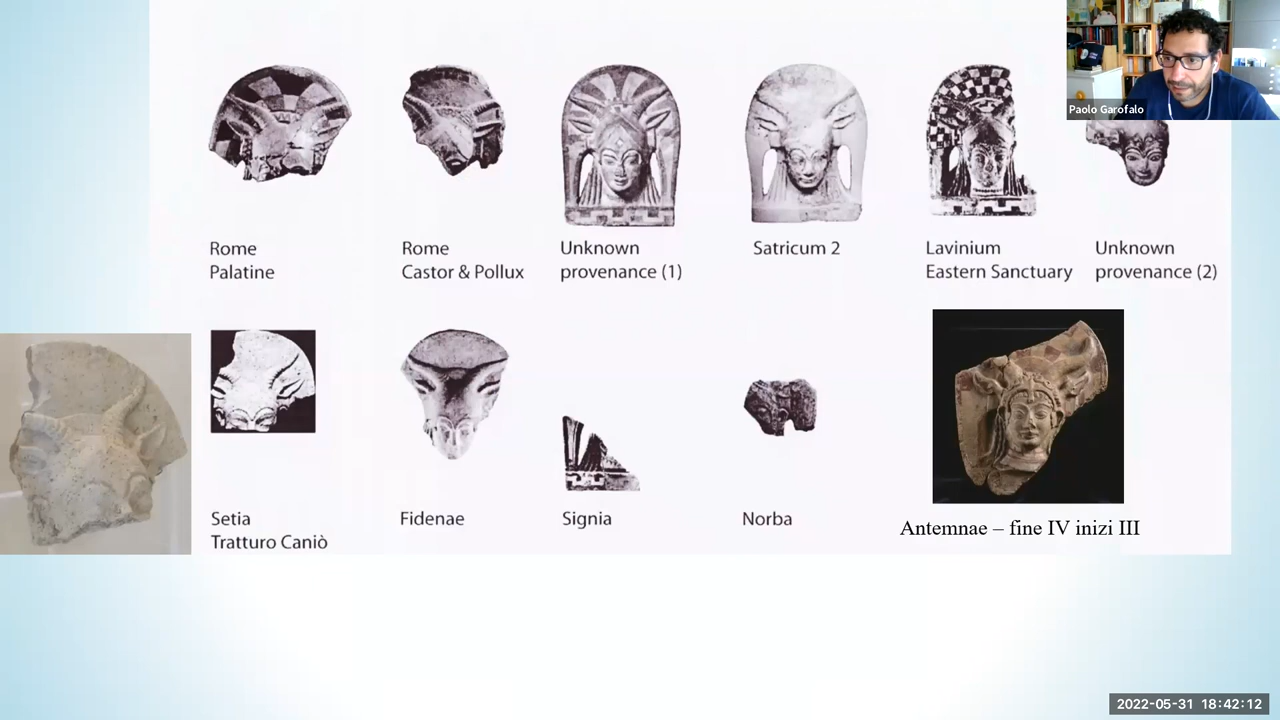 Paolo Garofalo
Rome
Palatine
Rome
Castor & Pollux
Unknown
provenance (1)
Satricum 2
Lavinium
Eastern Sanctuary
Unknown
provenance (2)
Setia
Tratturo Caniò
Fidenae
Signia
Norba
Antemnae – fine IV inizi III
2022-05-31 18:42:12